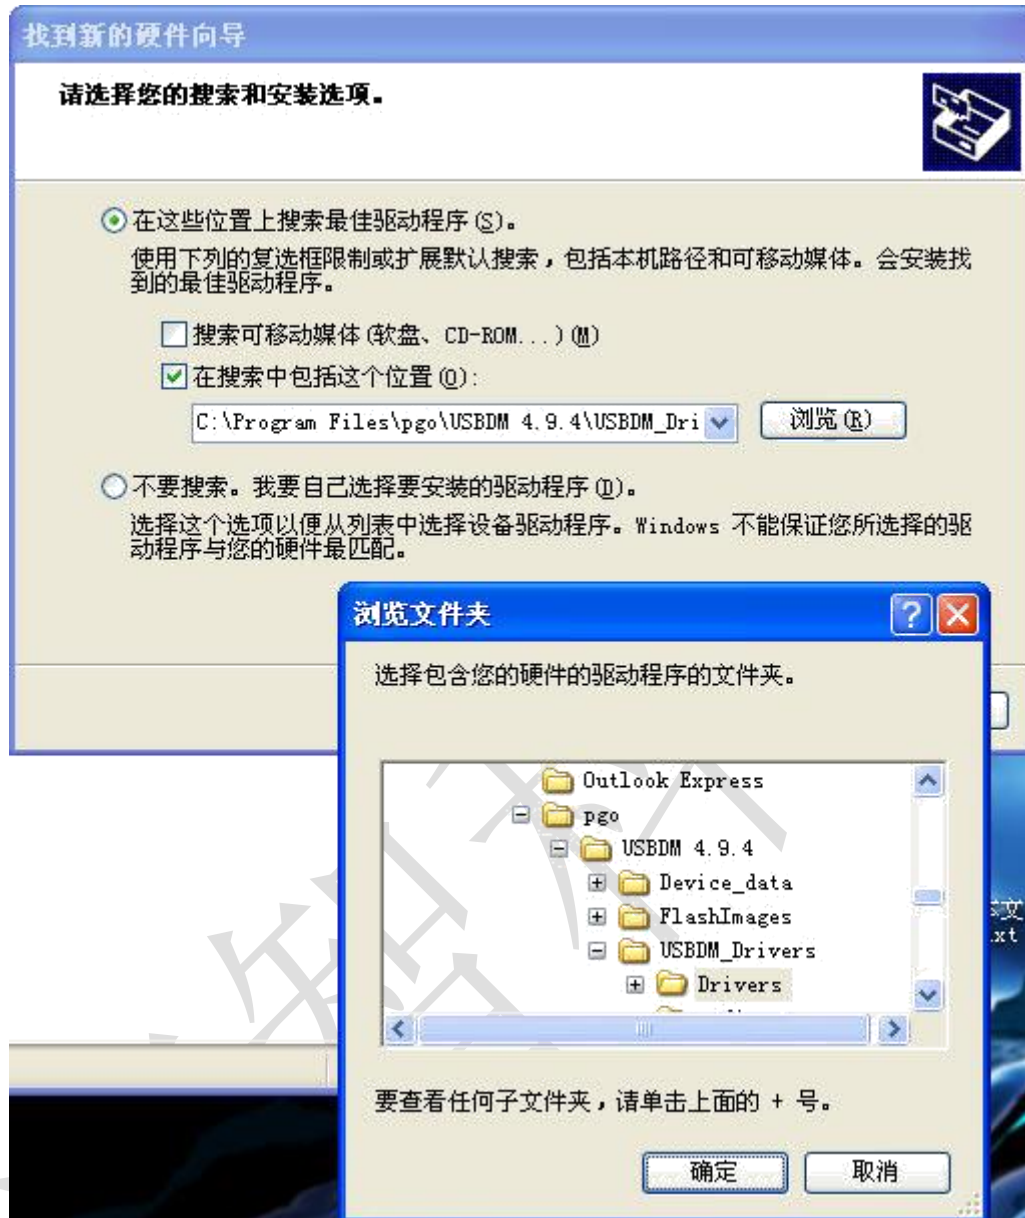 找到新的硬件向导
请选择您的搜索和安装选项。
在这些位置上搜索最佳驱动程序(S)。
使用下列的复选框限制或扩展默认搜索，包括本机路径和可移动媒体。会安装找
到的最佳驱动程序。
搜索可移动媒体(软盘、CD-ROM...)(M)
在搜索中包括这个位置(O):
C:\Program Files\pgo\USBDM 4.9.4\USBDM_Dri
浏览(R)
不要搜索。我要自己选择要安装的驱动程序(D)。
选择这个选项以便从列表中选择设备驱动程序。Windows 不能保证您所选择的驱
动程序与您的硬件最匹配。
浏览文件夹
选择包含您的硬件的驱动程序的文件夹。
Outlook Express
pgo
USBDM 4.9.4
Device_data
FlashImages
USBDM_Drivers
Drivers
要查看任何子文件夹，请单击上面的 + 号。
确定
取消